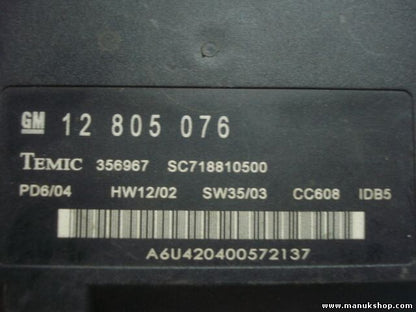 GM 12 805 076
TEMIC 356967 SC718810500
PD6/04 HW12/02 SW35/03 CC608 IDB5
A6U420400572137
www.manukshop.com